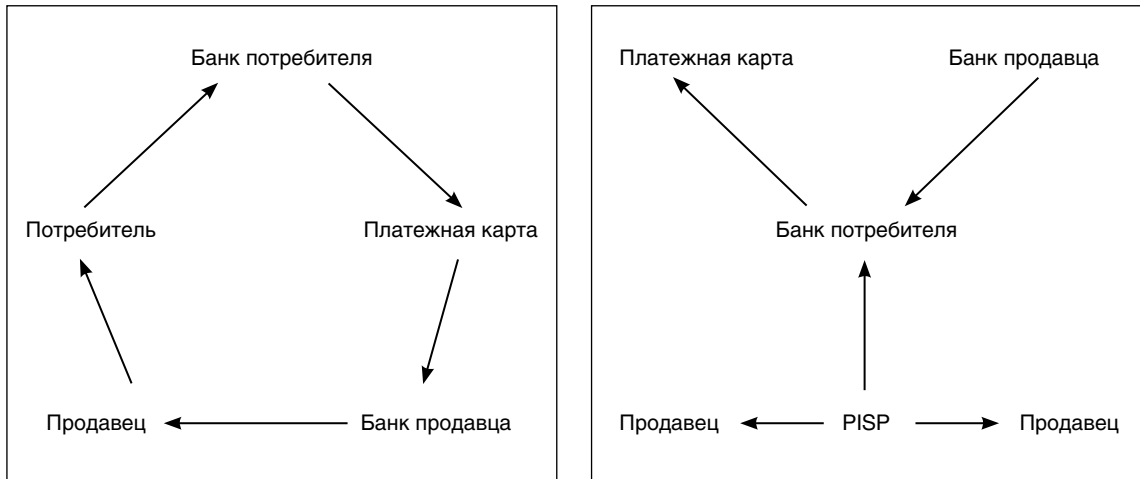 Банк потребителя
Потребитель
Платежная карта
Продавец
Банк продавца
Платежная карта
Банк продавца
Банк потребителя
Продавец
PISP
Продавец